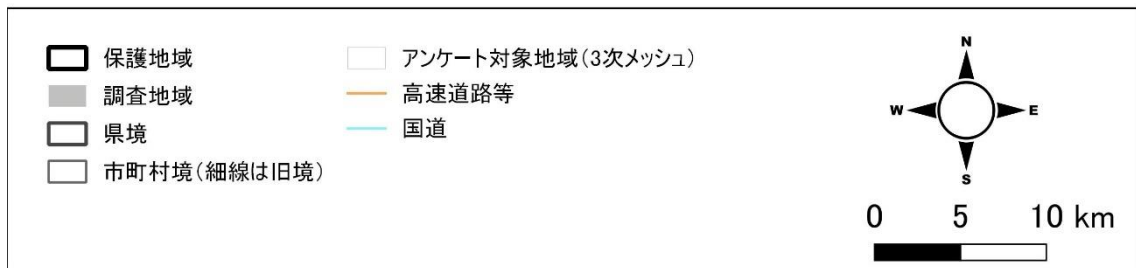 保護地域
調査地域
県境
市町村境(細線は旧境)
アンケート対象地域(3次メッシュ)
高速道路等
国道
N
W E
S
0 5 10 km